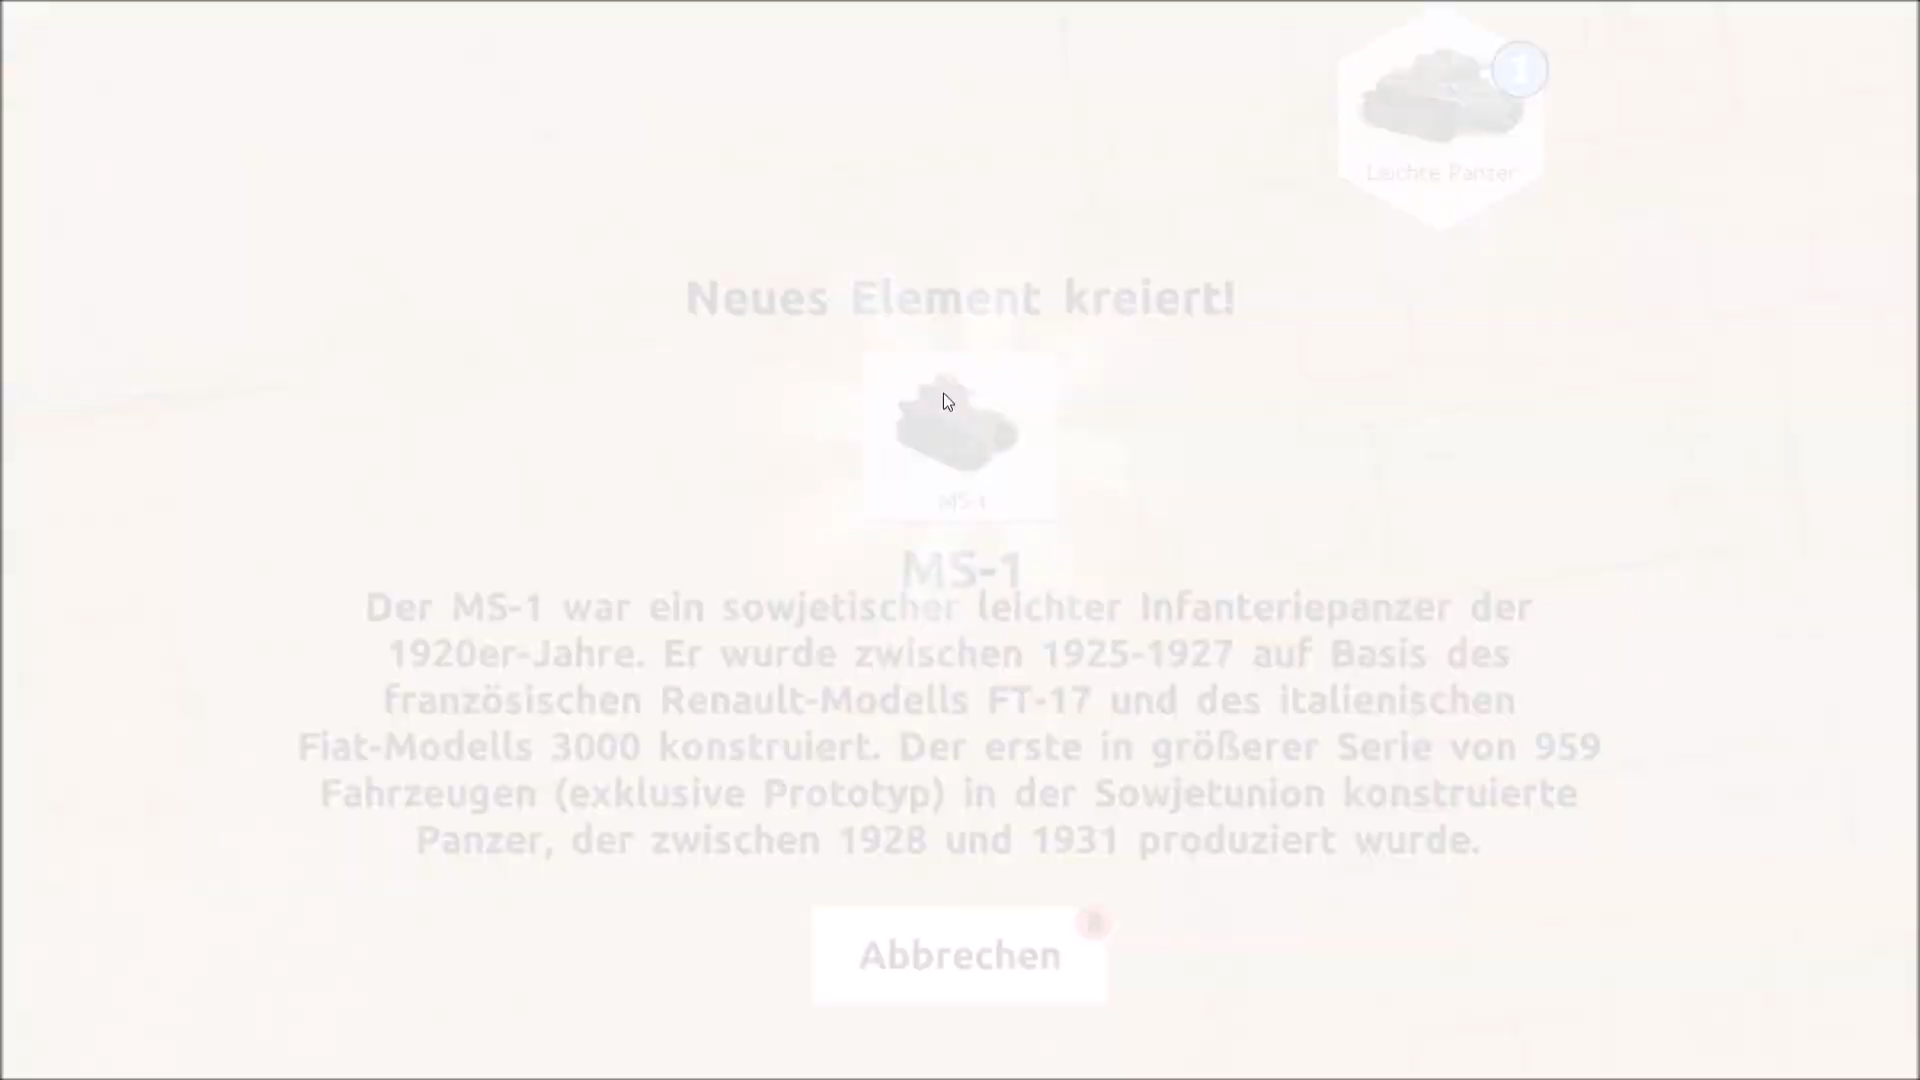 1
Leichte Panzer
Neues Element kreiert!
MS-1
MS-1
Der MS-1 war ein sowjetischer leichter Infanteriepanzer der
1920er-Jahre. Er wurde zwischen 1925-1927 auf Basis des
französischen Renault-Modells FT-17 und des italienischen
Fiat-Modells 3000 konstruiert. Der erste in größerer Serie von 959
Fahrzeugen (exklusive Prototyp) in der Sowjetunion konstruierte
Panzer, der zwischen 1928 und 1931 produziert wurde.
Abbrechen